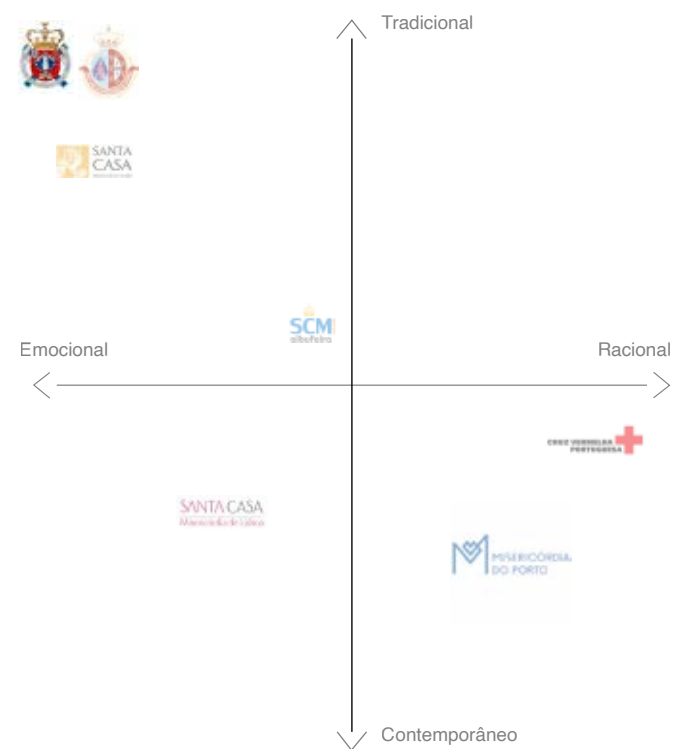 Tradicional
SANTA
CASA
SCM
albufeira
Emocional
Racional
CRUZ VERMELHA
PORTUGUESA
SANTA CASA
Misericórdia de Lisboa
MISERICÓRDIA
DO PORTO
Contemporâneo